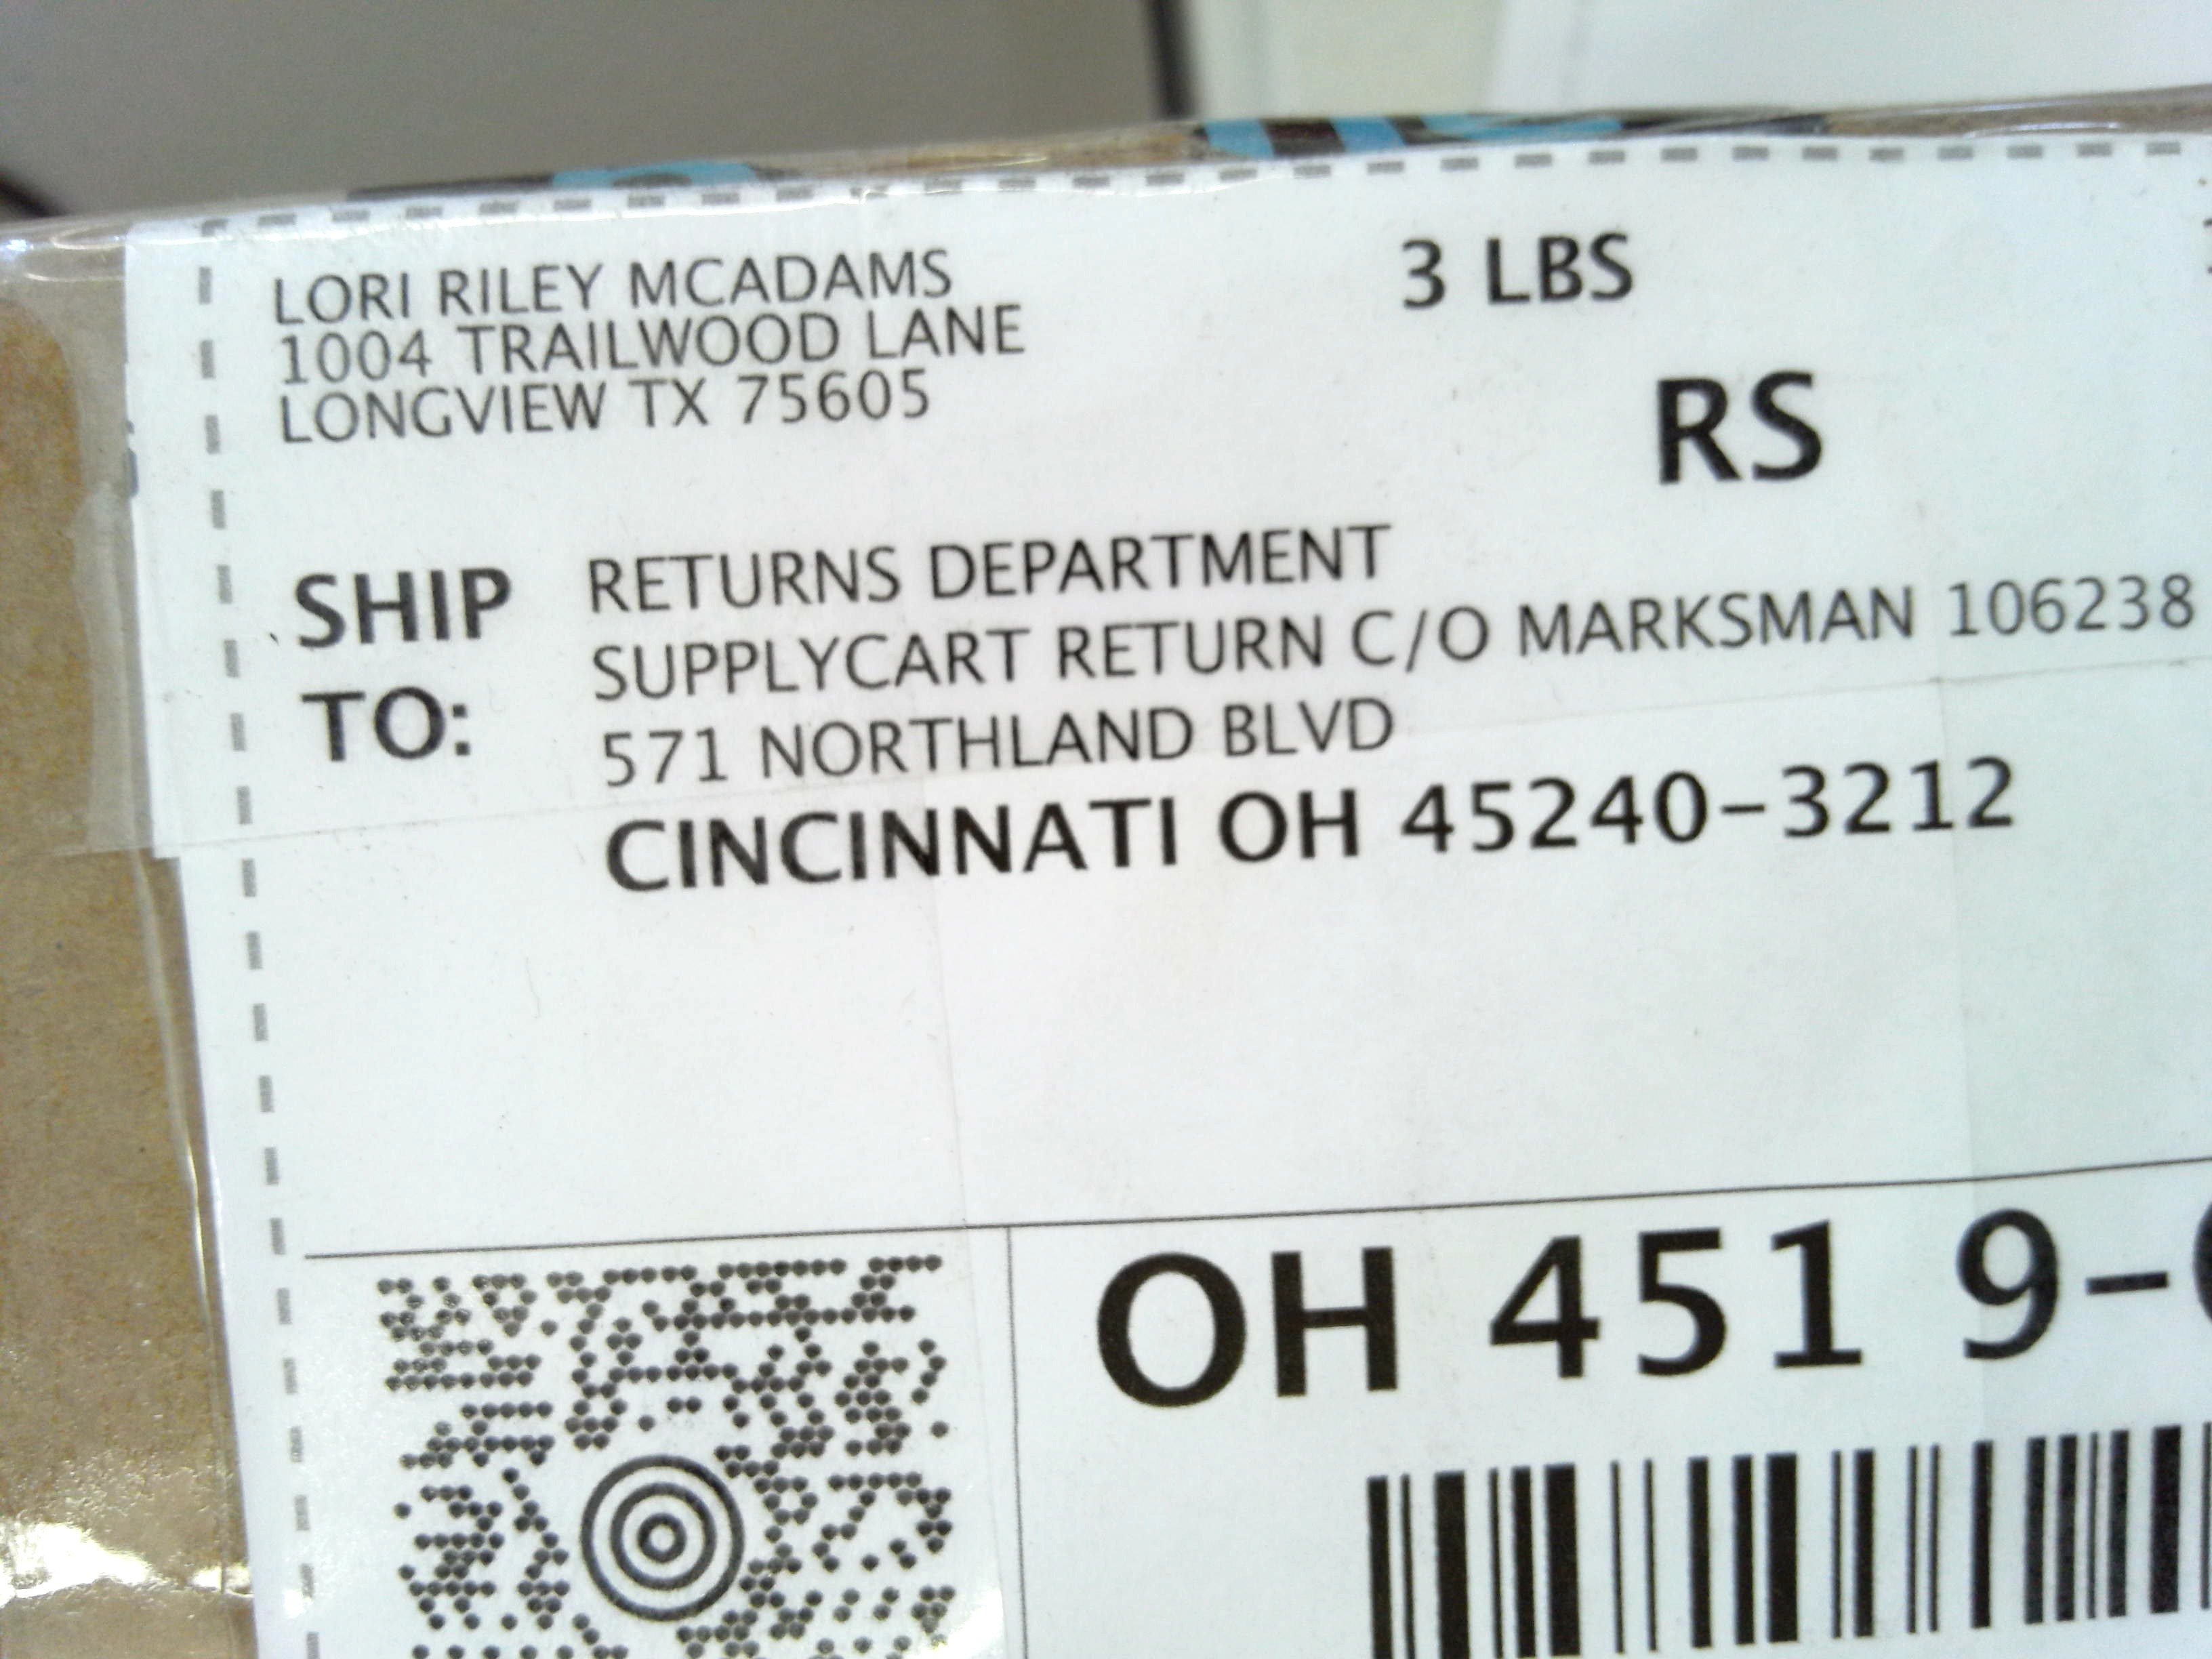 LORI RILEY MCADAMS
1004 TRAILWOOD LANE
LONGVIEW TX 75605
3 LBS
RS
SHIP TO:
RETURNS DEPARTMENT
SUPPLYCART RETURN C/O MARKSMAN 106238
571 NORTHLAND BLVD
CINCINNATI OH 45240-3212
OH 451 9-